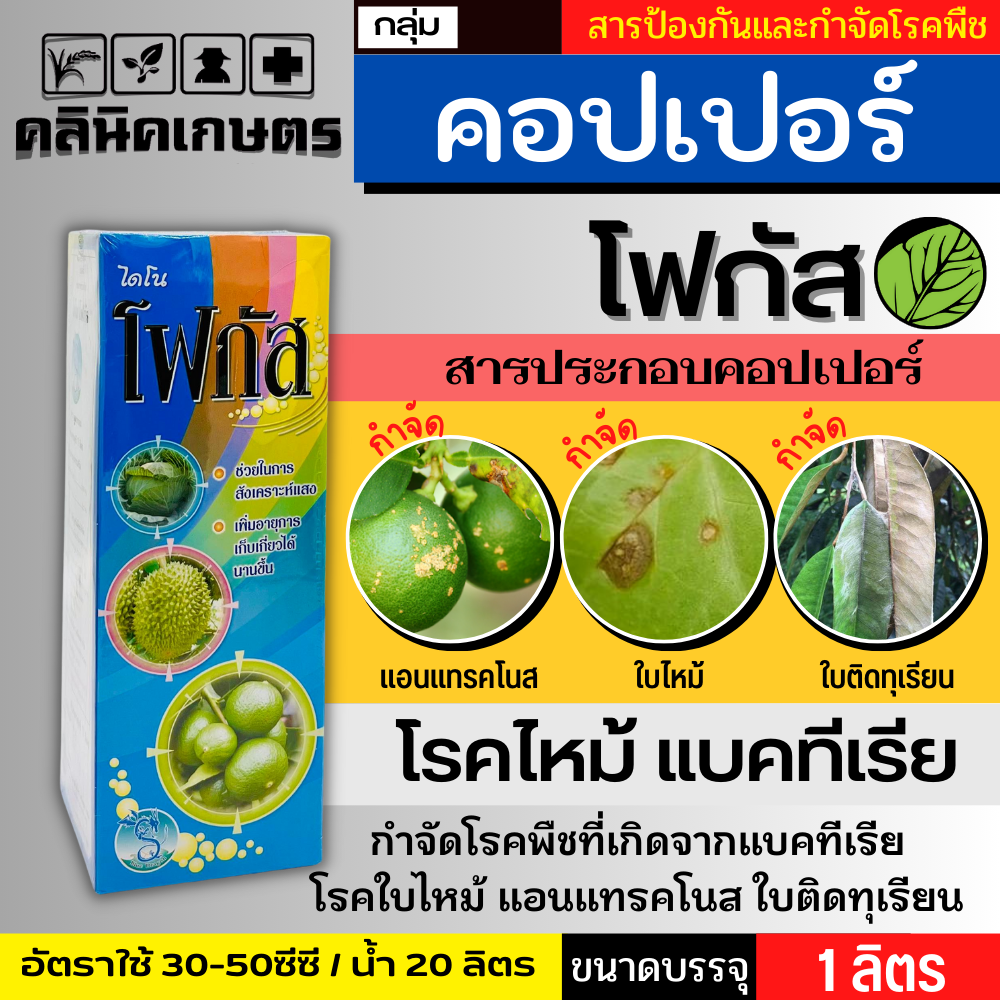 กลุ่ม
สารป้องกันและกำจัดโรคพืช
คลินิคเกษตร
คอปเปอร์
โฟกัส
สารประกอบคอปเปอร์
ไดโน
โฟกัส
ช่วยในการ
สังเคราะห์แสง
เพิ่มอายุการ
เก็บเกี่ยวได้
นานขึ้น
กำจัด
กำจัด
กำจัด
แอนแทรคโนส
ใบไหม้
ใบติดทุเรียน
โรคไหม้ แบคทีเรีย
กำจัดโรคพืชที่เกิดจากแบคทีเรีย
โรคใบไหม้ แอนแทรคโนส ใบติดทุเรียน
อัตราใช้ 30-50ซีซี / น้ำ 20 ลิตร
ขนาดบรรจุ
1 ลิตร